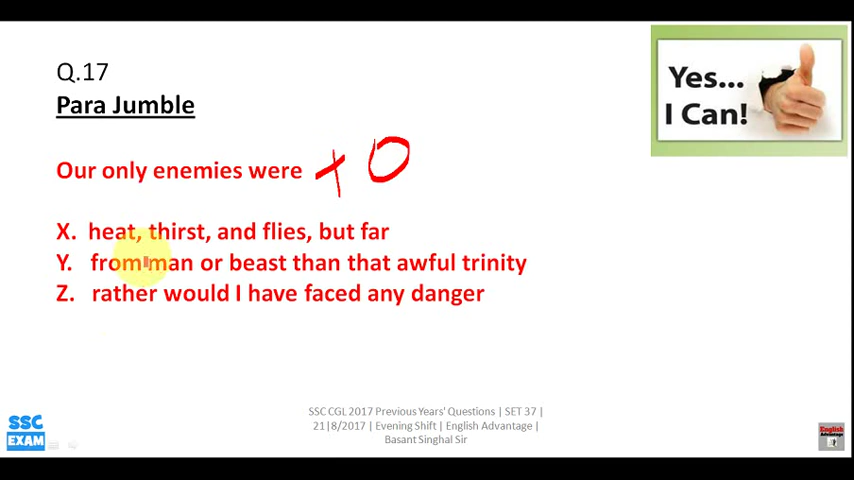 Q.17
Para Jumble
Yes...
I Can!
Our only enemies were
X. heat, thirst, and flies, but far
Y. from man or beast than that awful trinity
Z. rather would I have faced any danger
SSC
EXAM
SSC CGL 2017 Previous Years' Questions | SET 37 |
21|8/2017 | Evening Shift | English Advantage |
Basant Singhal Sir
English
Advantage